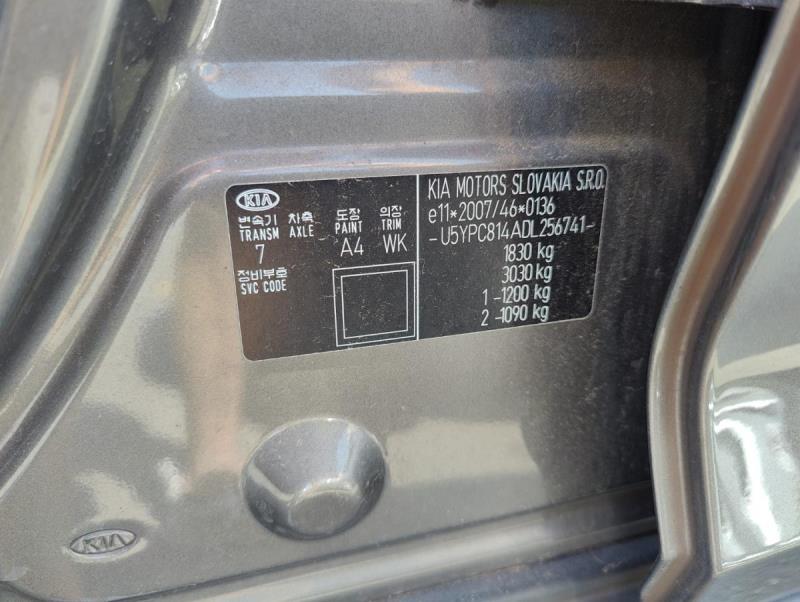 KIA
변속기 차축 도장 의장
TRANSM AXLE PAINT TRIM
7 A4 WK
정비부호
SVC CODE
KIA MOTORS SLOVAKIA S.R.O.
e11*2007/46*0136
-U5YPC814ADL256741-
1830 kg
3030 kg
1 -1200 kg
2 -1090 kg
KIA